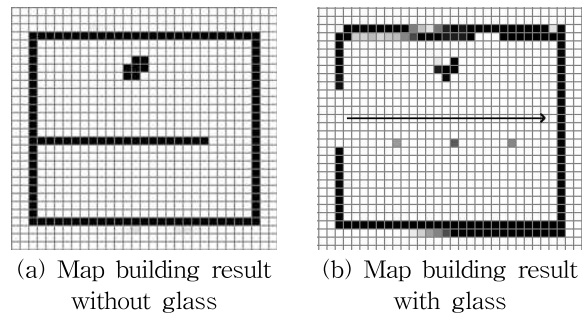 (a) Map building result
without glass
(b) Map building result
with glass